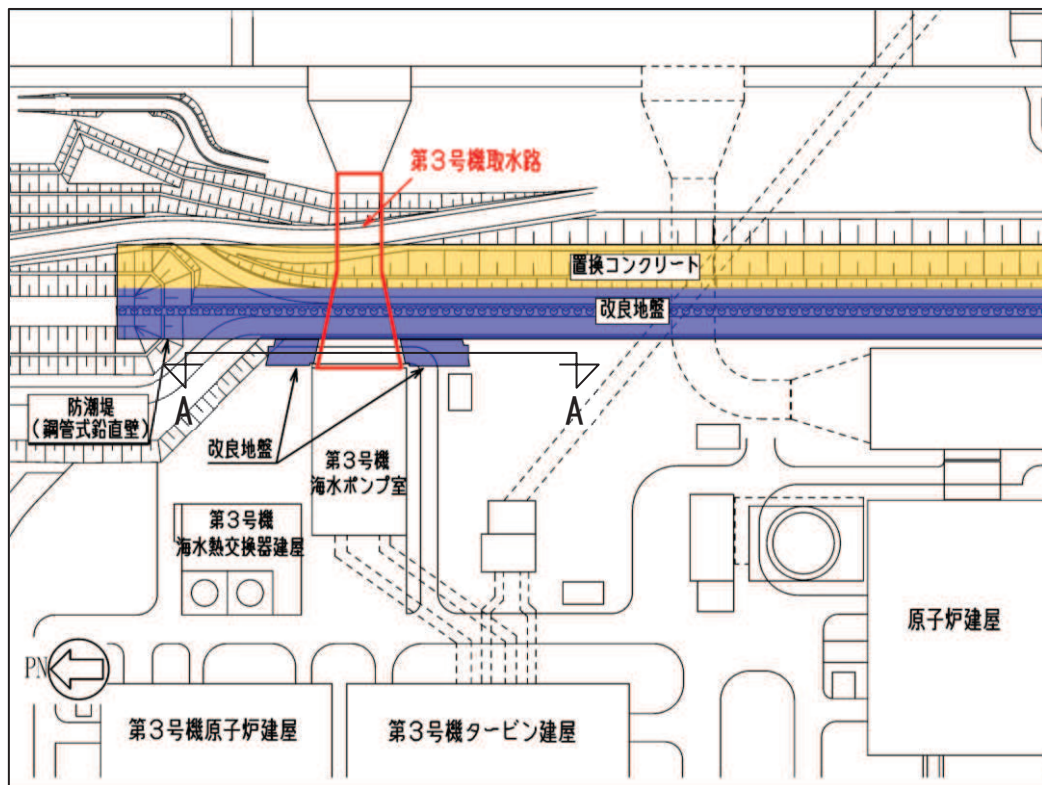 第3号機取水路
置換コンクリート
改良地盤
A
A
防潮堤
(鋼管式鉛直壁)
改良地盤
第3号機
海水ポンプ室
第3号機
海水熱交換器建屋
原子炉建屋
PN
第3号機原子炉建屋
第3号機タービン建屋